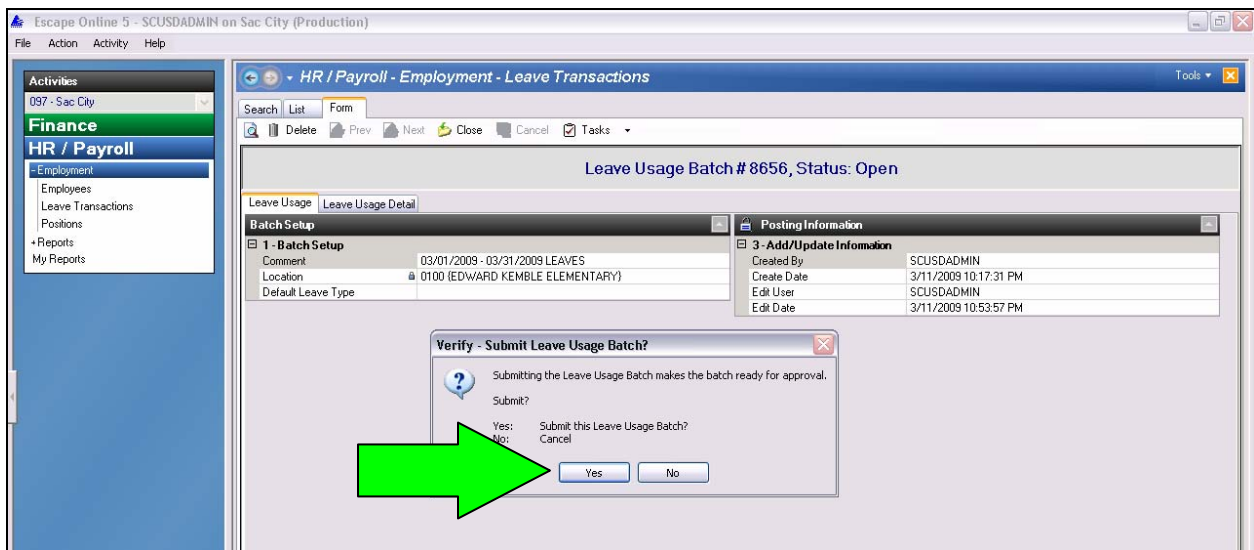 Escape Online 5 - SCUSDADMIN on Sac City (Production)
File Action Activity Help
Activities
097 - Sac City
Finance
HR / Payroll
- Employment
Employees
Leave Transactions
Positions
+ Reports
My Reports
HR / Payroll - Employment - Leave Transactions
Tools
Search List Form
Delete Prev Next Close Cancel Tasks
Leave Usage Batch # 8656, Status: Open
Leave Usage Leave Usage Detail
Batch Setup
1 - Batch Setup
Comment 03/01/2009 - 03/31/2009 LEAVES
Location 0100 (EDWARD KEMBLE ELEMENTARY)
Default Leave Type
Posting Information
3 - Add/Update Information
Created By SCUSDADMIN
Create Date 3/11/2009 10:17:31 PM
Edit User SCUSDADMIN
Edit Date 3/11/2009 10:53:57 PM
Verify - Submit Leave Usage Batch?
Submitting the Leave Usage Batch makes the batch ready for approval.
Submit?
Yes: Submit this Leave Usage Batch?
No: Cancel
Yes No